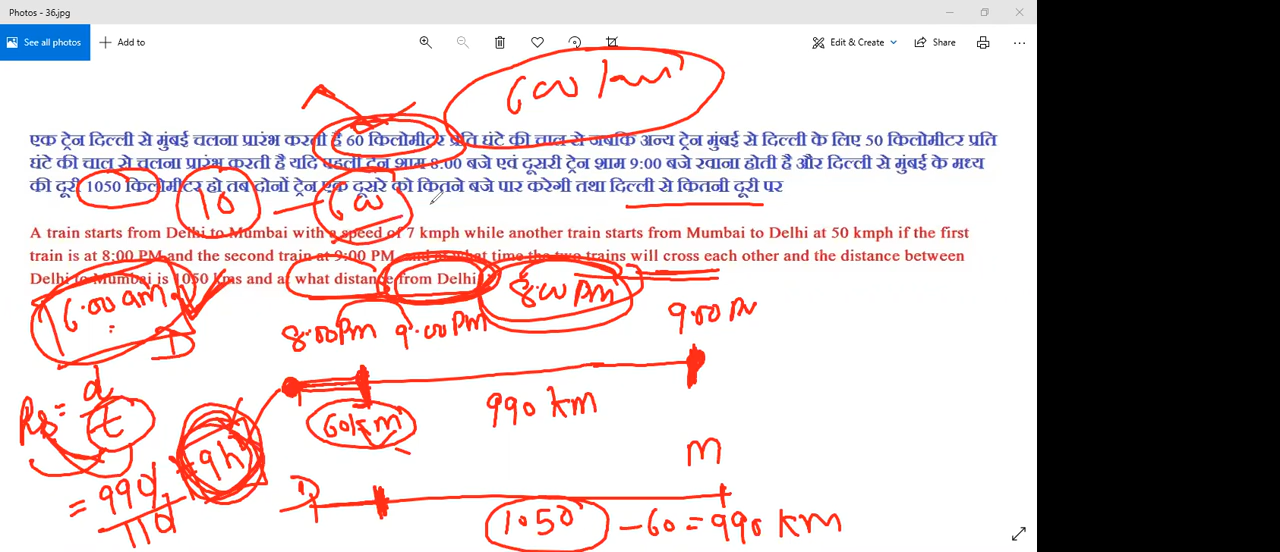 Photos - 36.jpg
See all photos
Add to
Edit & Create
Share
600 km
एक ट्रेन दिल्ली से मुंबई चलना प्रारंभ करती है 60 किलोमीटर प्रति घंटे की चाल से जबकि अन्य ट्रेन मुंबई से दिल्ली के लिए 50 किलोमीटर प्रति
घंटे की चाल से चलना प्रारंभ करती है यदि पहली ट्रेन शाम 8:00 बजे एवं दूसरी ट्रेन शाम 9:00 बजे रवाना होती है और दिल्ली से मुंबई के मध्य
की दूरी 1050 किलोमीटर हो तब दोनों ट्रेन एक दूसरे को कितने बजे पार करेगी तथा दिल्ली से कितनी दूरी पर
10 600
A train starts from Delhi to Mumbai with a speed of 7 kmph while another train starts from Mumbai to Delhi at 50 kmph if the first
train is at 8:00 PM and the second train at 9:00 PM, and at what time the two trains will cross each other and the distance between
Delhi to Mumbai is 1050 kms and at what distance from Delhi
6:00 am 8:00 PM
8:00 PM 9:00 PM 9:00 PM
D
60 km 990 km
Rs = d/t
= 990/110 9h
D M
1050 - 60 = 990 km